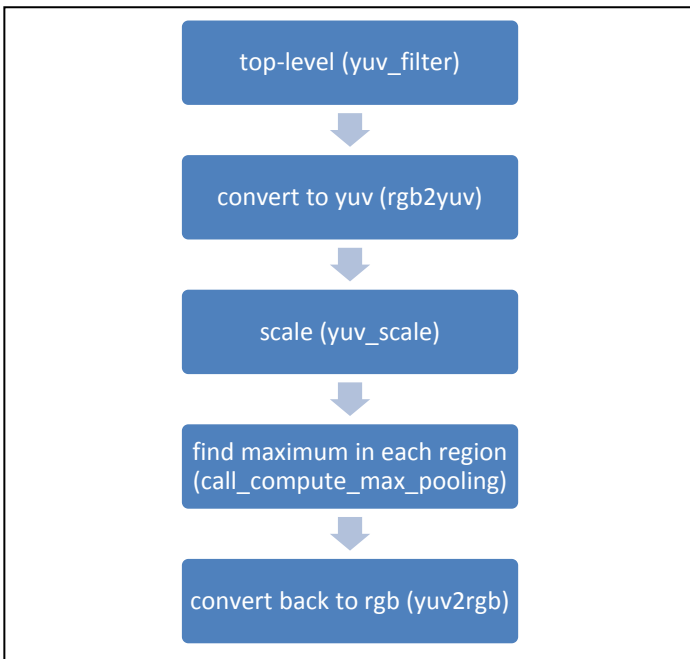 top-level (yuv_filter)
convert to yuv (rgb2yuv)
scale (yuv_scale)
find maximum in each region
(call_compute_max_pooling)
convert back to rgb (yuv2rgb)